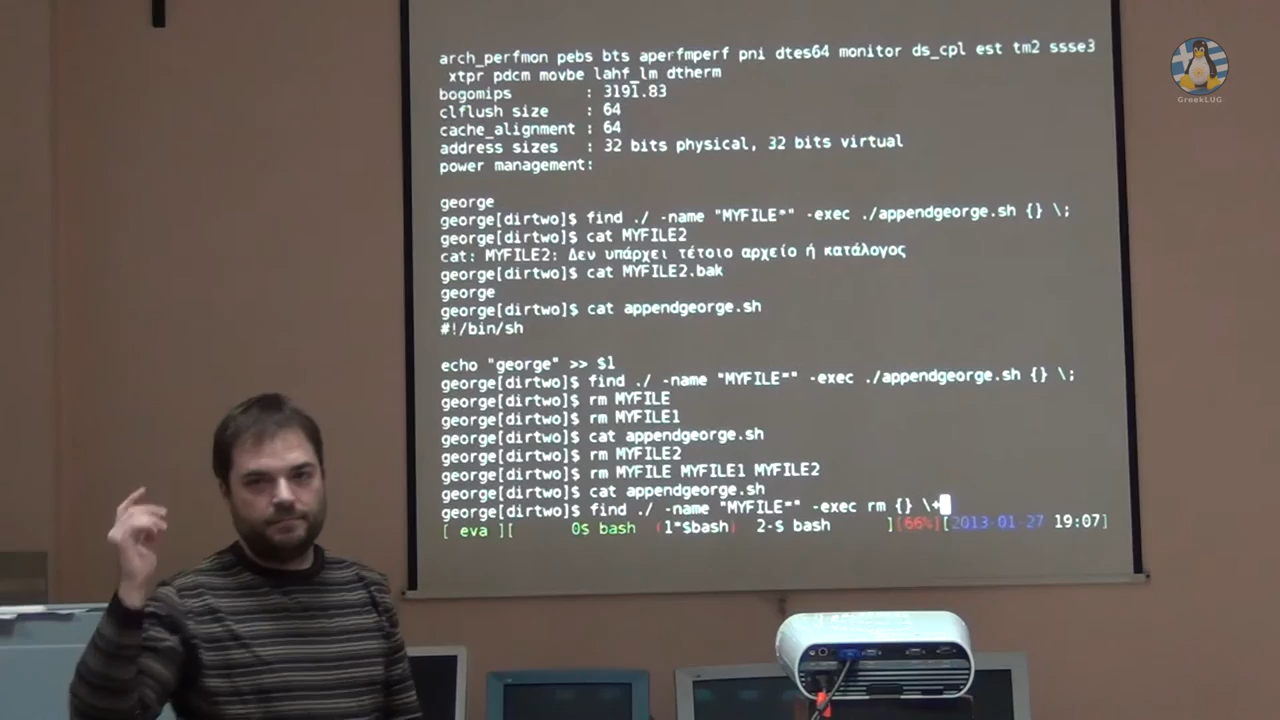 arch_perfmon pebs bts aperfmperf pni dtes64 monitor ds_cpl est tm2 ssse3
xtpr pdcm movbe lahf_lm dtherm
bogomips : 3191.83
clflush size : 64
cache_alignment : 64
address sizes : 32 bits physical, 32 bits virtual
power management:
george
george[dirtwo]$ find ./ -name "MYFILE*" -exec ./appendgeorge.sh {} \;
george[dirtwo]$ cat MYFILE2
cat: MYFILE2: Δεν υπάρχει τέτοιο αρχείο ή κατάλογος
george[dirtwo]$ cat MYFILE2.bak
george
george[dirtwo]$ cat appendgeorge.sh
#!/bin/sh
echo "george" >> $1
george[dirtwo]$ find ./ -name "MYFILE*" -exec ./appendgeorge.sh {} \;
george[dirtwo]$ rm MYFILE
george[dirtwo]$ rm MYFILE1
george[dirtwo]$ cat appendgeorge.sh
george[dirtwo]$ rm MYFILE2
george[dirtwo]$ rm MYFILE MYFILE1 MYFILE2
george[dirtwo]$ cat appendgeorge.sh
george[dirtwo]$ find ./ -name "MYFILE*" -exec rm {} \+
[ eva ][ 0$ bash (1*$bash) 2-$ bash ][66%][2013-01-27 19:07]
GreekLUG